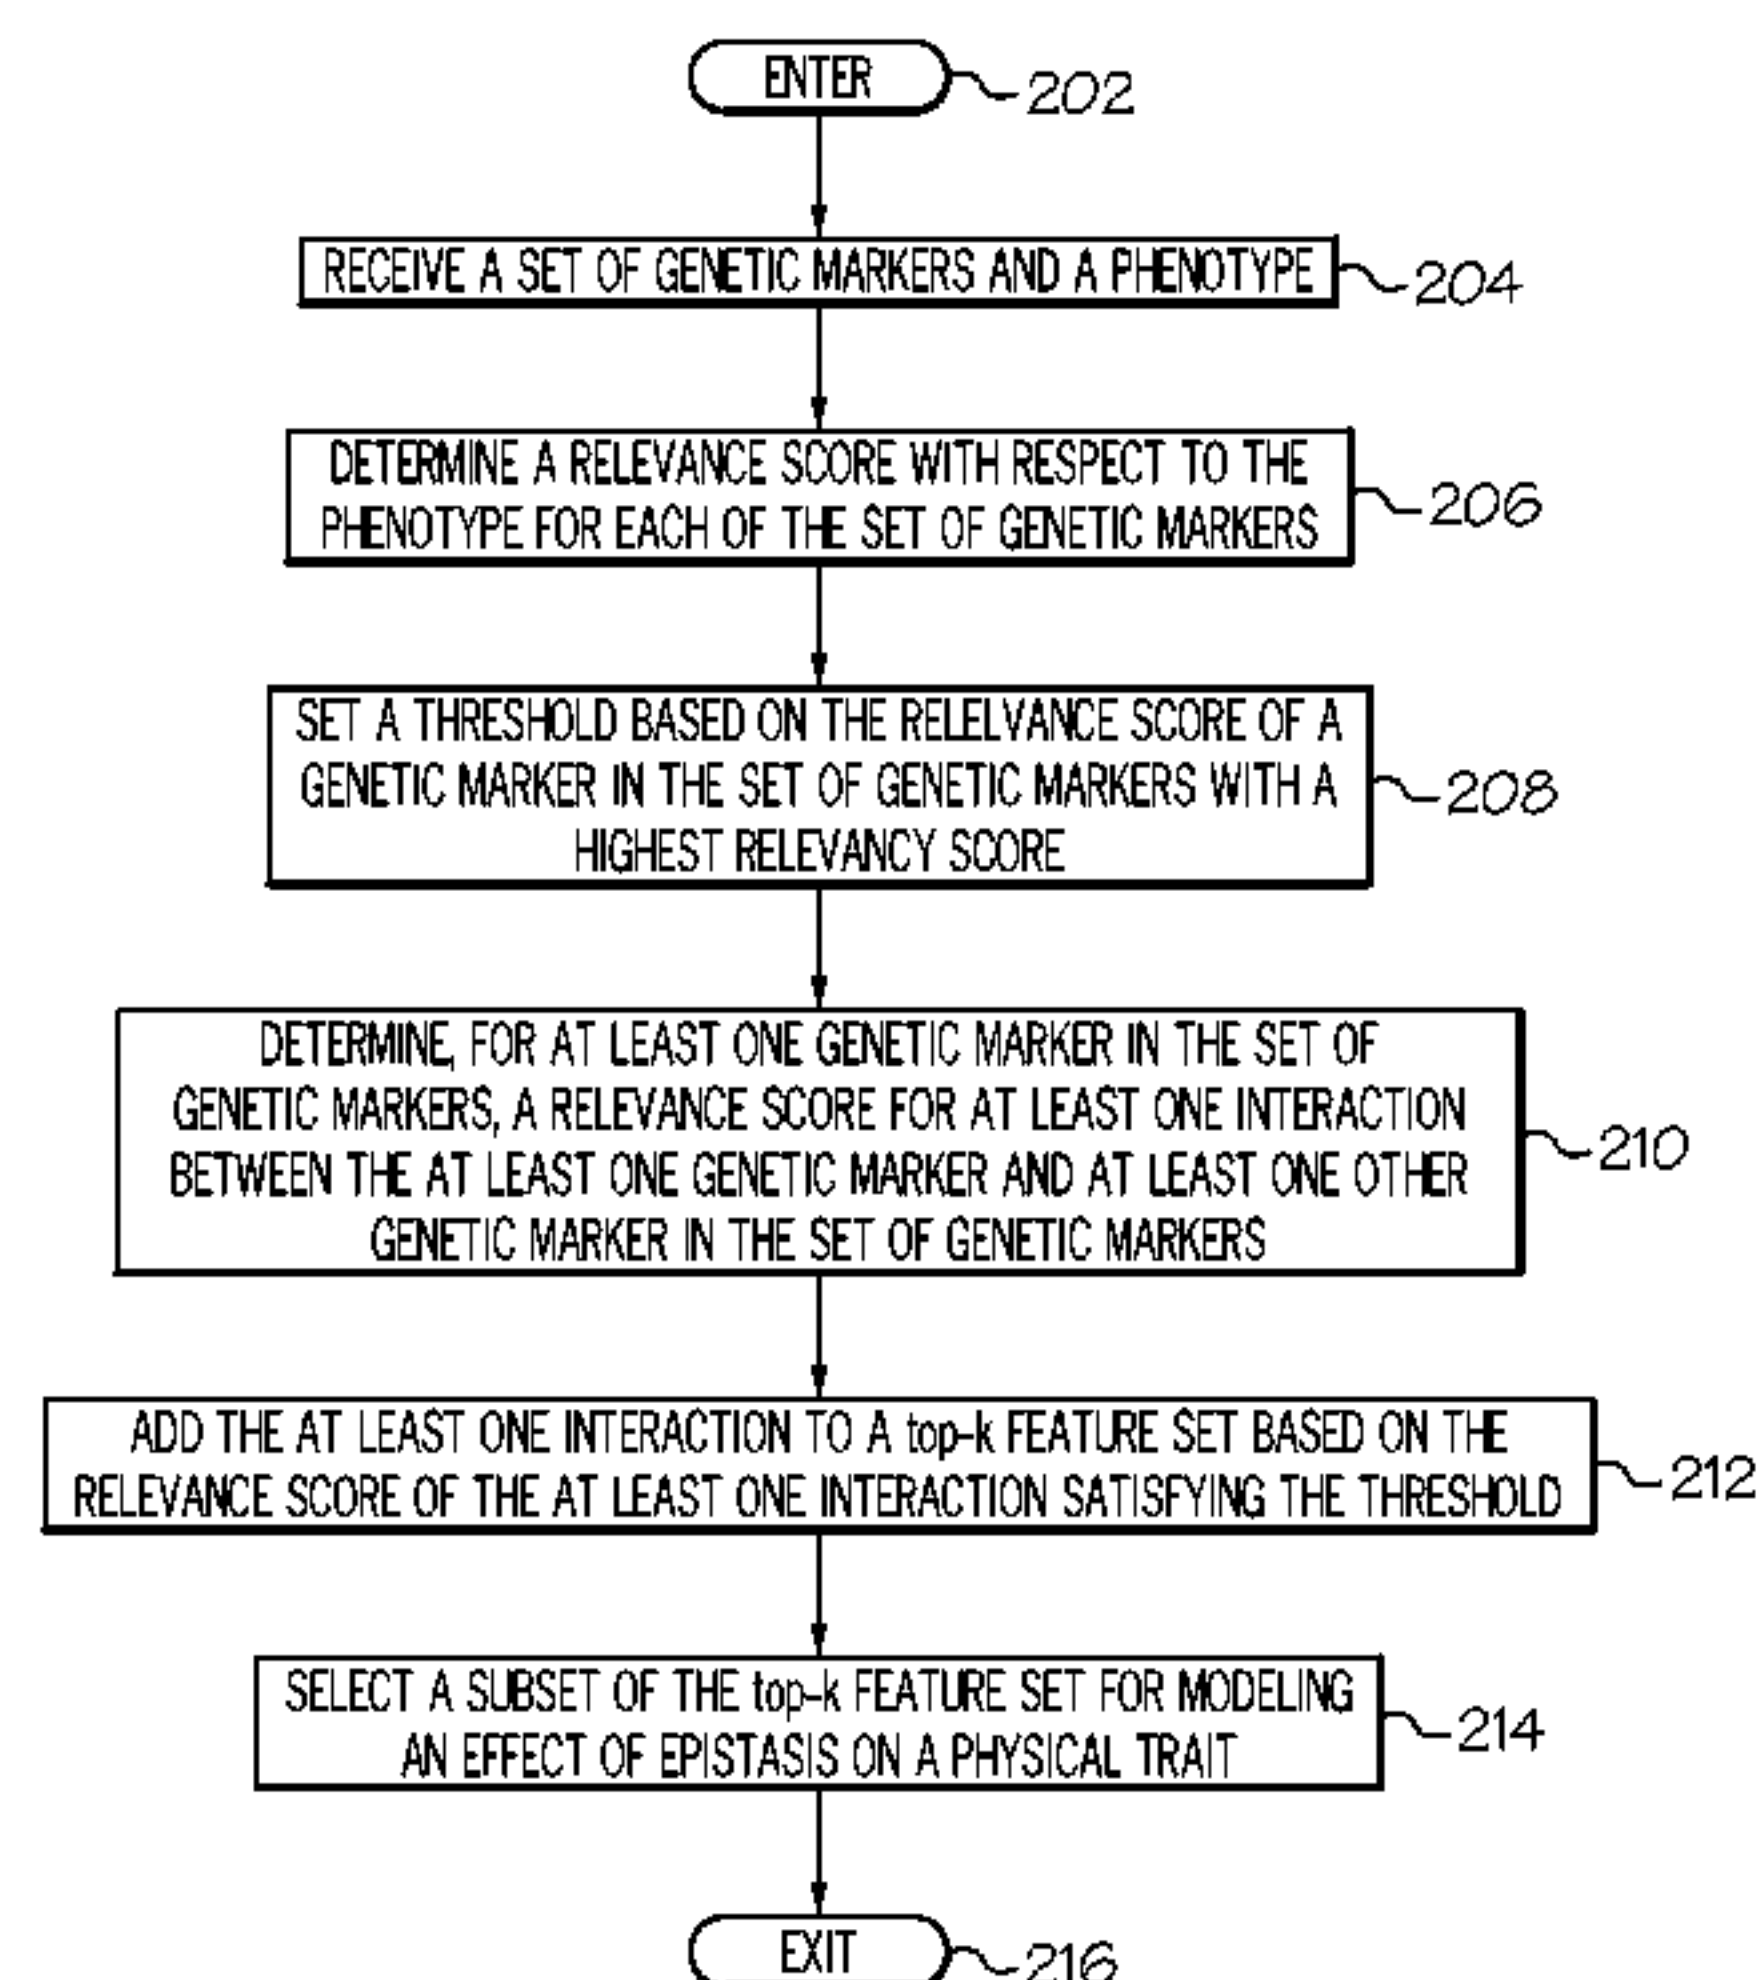 ENTER
202
RECEIVE A SET OF GENETIC MARKERS AND A PHENOTYPE
204
DETERMINE A RELEVANCE SCORE WITH RESPECT TO THE
PHENOTYPE FOR EACH OF THE SET OF GENETIC MARKERS
206
SET A THRESHOLD BASED ON THE RELELVANCE SCORE OF A
GENETIC MARKER IN THE SET OF GENETIC MARKERS WITH A
HIGHEST RELEVANCY SCORE
208
DETERMINE, FOR AT LEAST ONE GENETIC MARKER IN THE SET OF
GENETIC MARKERS, A RELEVANCE SCORE FOR AT LEAST ONE INTERACTION
BETWEEN THE AT LEAST ONE GENETIC MARKER AND AT LEAST ONE OTHER
GENETIC MARKER IN THE SET OF GENETIC MARKERS
210
ADD THE AT LEAST ONE INTERACTION TO A top-k FEATURE SET BASED ON THE
RELEVANCE SCORE OF THE AT LEAST ONE INTERACTION SATISFYING THE THRESHOLD
212
SELECT A SUBSET OF THE top-k FEATURE SET FOR MODELING
AN EFFECT OF EPISTASIS ON A PHYSICAL TRAIT
214
EXIT
216